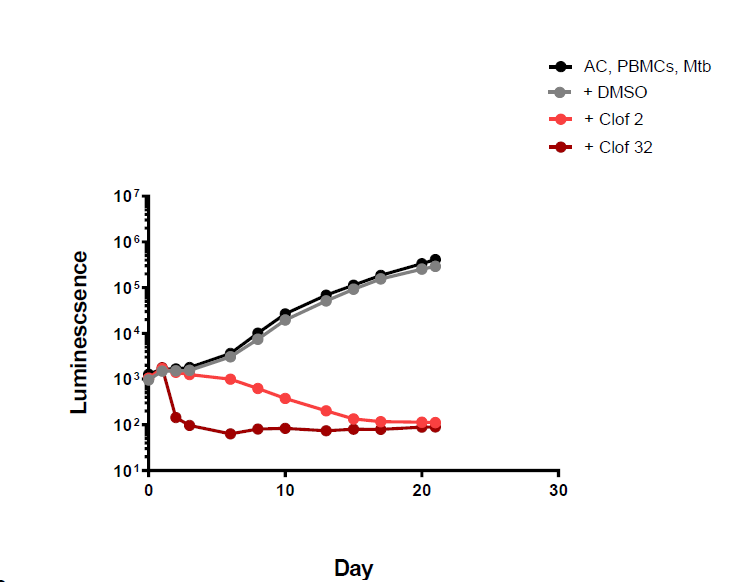 AC, PBMCs, Mtb
+ DMSO
+ Clof 2
+ Clof 32
10⁷
10⁶
10⁵
10⁴
10³
10²
10¹
Luminescsence
0 10 20 30
Day